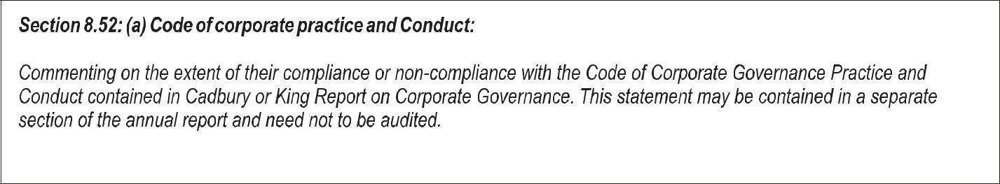 Section 8.52: (a) Code of corporate practice and Conduct:
Commenting on the extent of their compliance or non-compliance with the Code of Corporate Governance Practice and
Conduct contained in Cadbury or King Report on Corporate Governance. This statement may be contained in a separate
section of the annual report and need not to be audited.